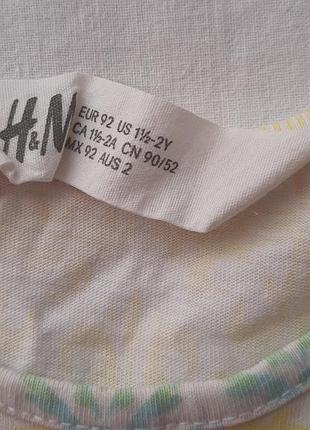 H&M
EUR 92 US 1½-2Y
CA 1½-2A CN 90/52
MX 92 AUS 2